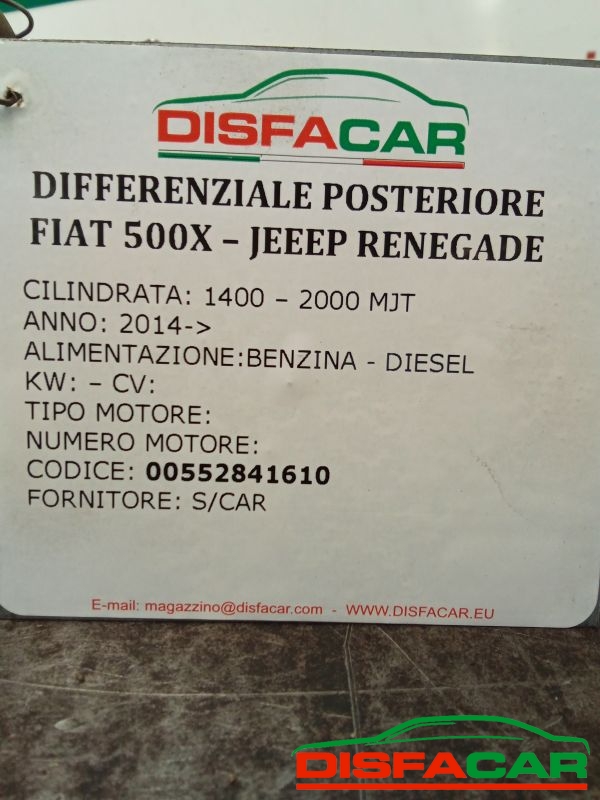 DISFACAR
DIFFERENZIALE POSTERIORE
FIAT 500X – JEEEP RENEGADE
CILINDRATA: 1400 – 2000 MJT
ANNO: 2014->
ALIMENTAZIONE:BENZINA - DIESEL
KW: – CV:
TIPO MOTORE:
NUMERO MOTORE:
CODICE: 00552841610
FORNITORE: S/CAR
E-mail: magazzino@disfacar.com - WWW.DISFACAR.EU
DISFACAR